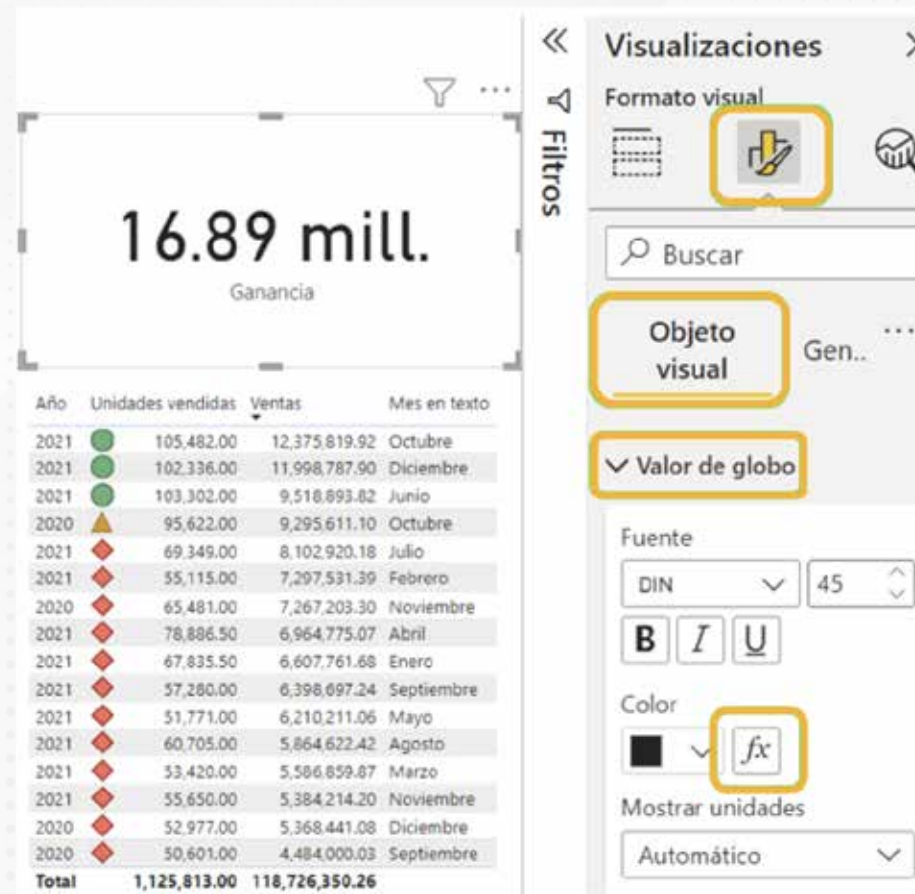 16.89 mill.
Ganancia
Año Unidades vendidas Ventas Mes en texto
2021 105,482.00 12,375,819.92 Octubre
2021 102,336.00 11,998,787.90 Diciembre
2021 103,302.00 9,518,893.82 Junio
2020 95,622.00 9,295,611.10 Octubre
2021 69,349.00 8,102,920.18 Julio
2021 55,115.00 7,297,531.39 Febrero
2020 65,481.00 7,267,203.30 Noviembre
2021 78,886.50 6,964,775.07 Abril
2021 67,835.50 6,607,761.68 Enero
2021 57,280.00 6,398,697.24 Septiembre
2021 51,771.00 6,210,211.06 Mayo
2021 60,705.00 5,864,622.42 Agosto
2021 53,420.00 5,586,859.87 Marzo
2021 55,650.00 5,384,214.20 Noviembre
2020 52,977.00 5,368,441.08 Diciembre
2020 50,601.00 4,484,000.03 Septiembre
Total 1,125,813.00 118,726,350.26
Filtros
Visualizaciones
Formato visual
Buscar
Objeto
visual
Gen..
Valor de globo
Fuente
DIN 45
B I U
Color
fx
Mostrar unidades
Automático